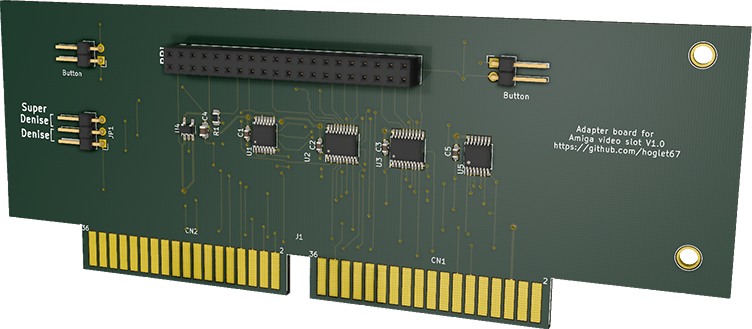 Button
Button
Super
Denise
Denise
JP1
U4
C4
R1
C1
U1
C2
U2
C3
U3
C5
U5
Adapter board for
Amiga video slot V1.0
https://github.com/hoglet67
36
CN2
J1
2
36
CN1
2